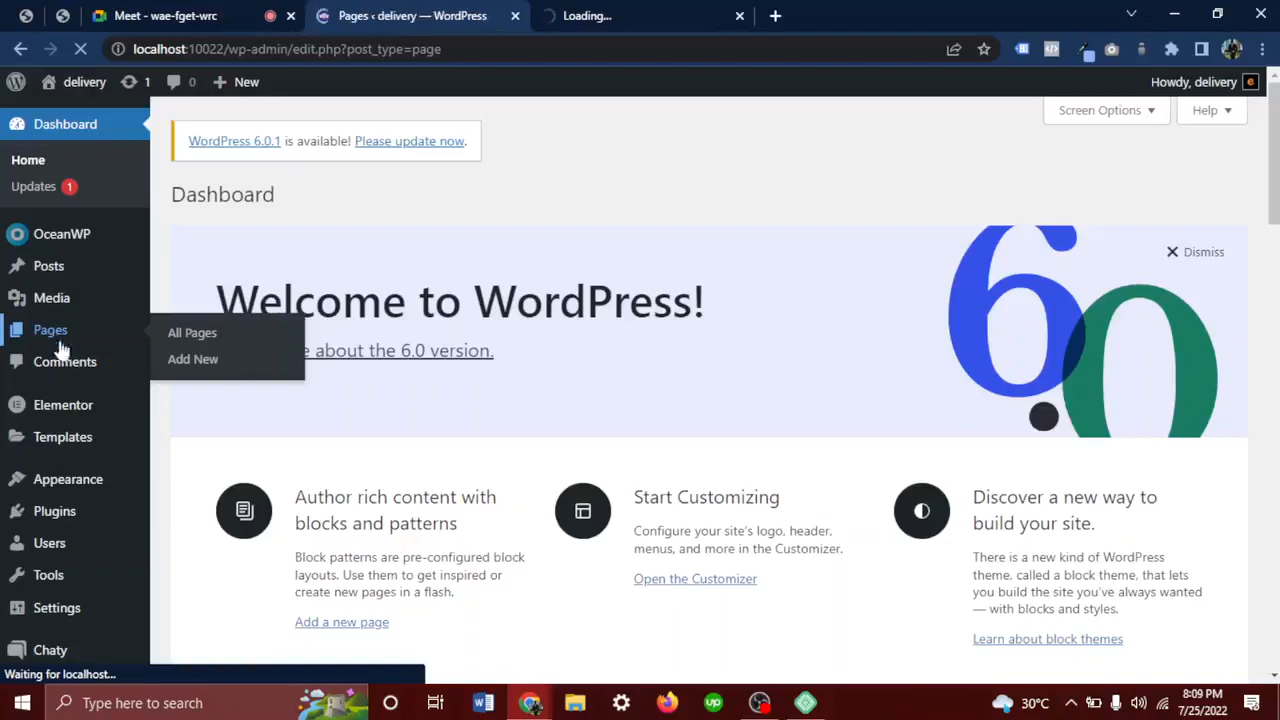 Meet - wae-fget-wrc
Pages ‹ delivery — WordPress
Loading...
localhost:10022/wp-admin/edit.php?post_type=page
delivery
1
0
New
Howdy, delivery
Screen Options
Help
Dashboard
Home
Updates 1
OceanWP
Posts
Media
Pages
Comments
Elementor
Templates
Appearance
Plugins
Users
Tools
Settings
Chaty
All Pages
Add New
WordPress 6.0.1 is available! Please update now.
Dashboard
Dismiss
Welcome to WordPress!
about the 6.0 version.
6.0
Author rich content with
blocks and patterns
Block patterns are pre-configured block
layouts. Use them to get inspired or
create new pages in a flash.
Add a new page
Start Customizing
Configure your site's logo, header,
menus, and more in the Customizer.
Open the Customizer
Discover a new way to
build your site.
There is a new kind of WordPress
theme, called a block theme, that lets
you build the site you've always wanted
— with blocks and styles.
Learn about block themes
Waiting for localhost...
Type here to search
30°C
8:09 PM
7/25/2022